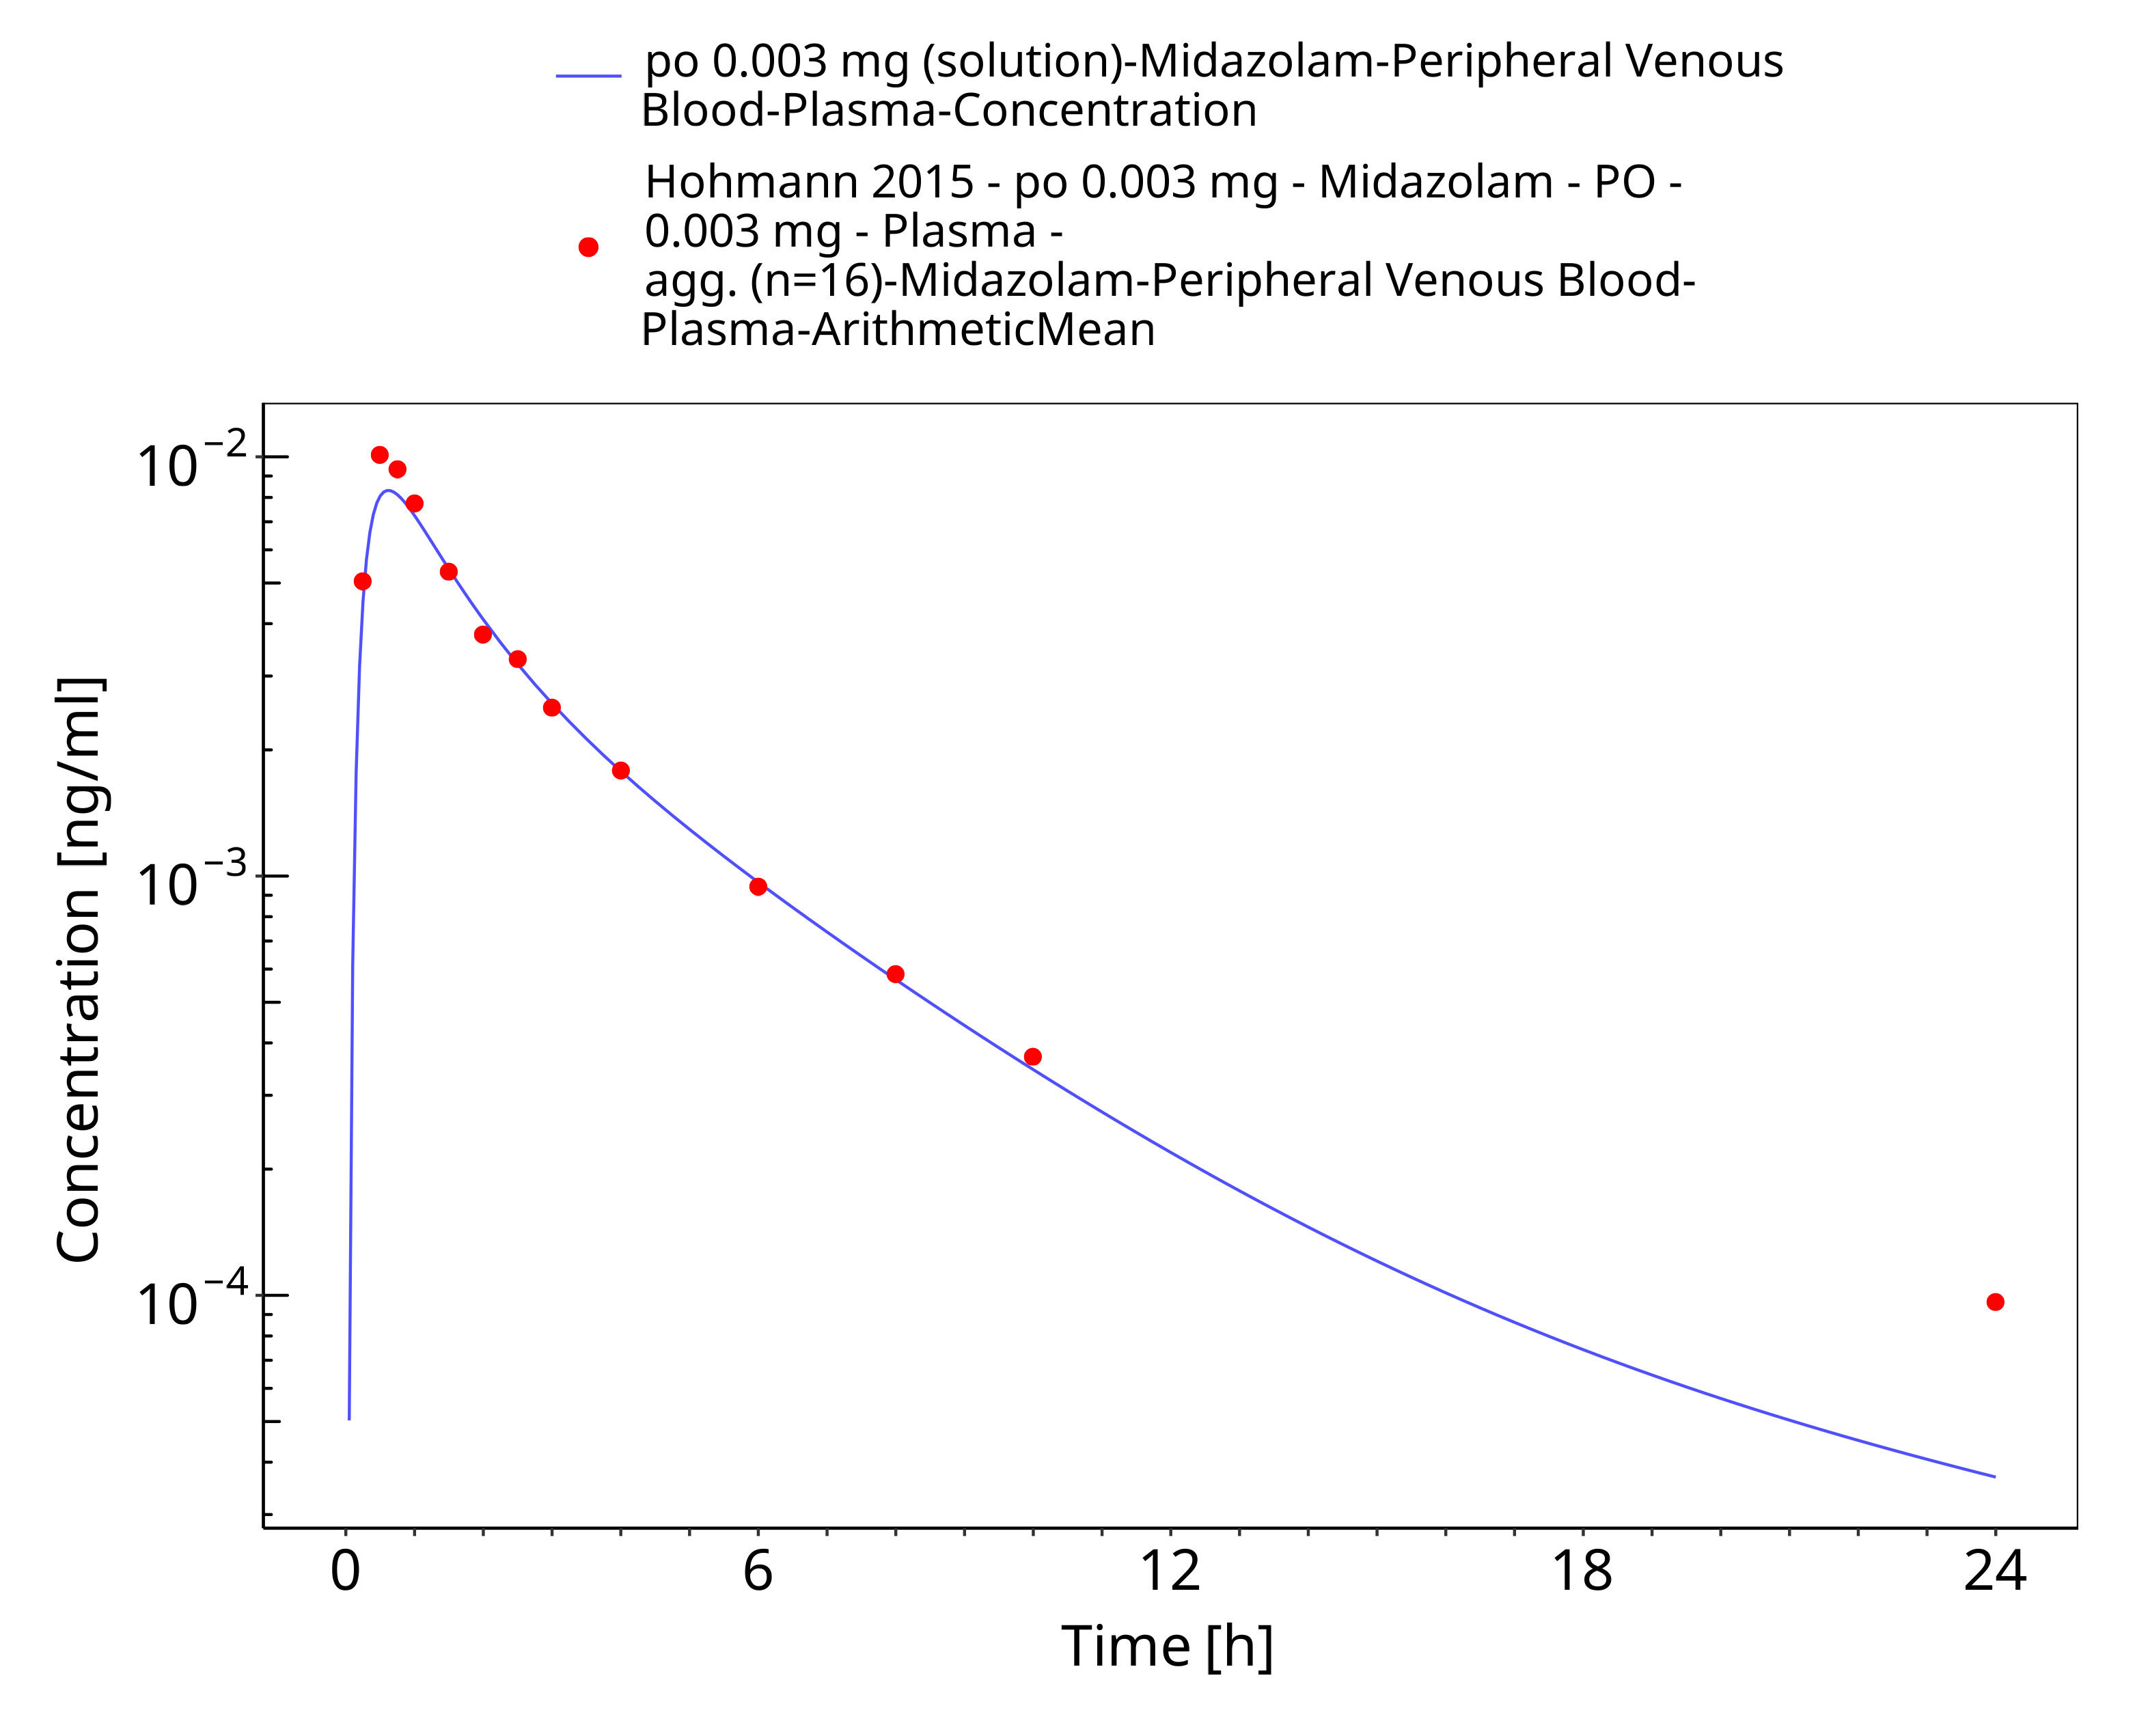 po 0.003 mg (solution)-Midazolam-Peripheral Venous
Blood-Plasma-Concentration
Hohmann 2015 - po 0.003 mg - Midazolam - PO -
0.003 mg - Plasma -
agg. (n=16)-Midazolam-Peripheral Venous Blood-
Plasma-ArithmeticMean
10⁻²
10⁻³
10⁻⁴
Concentration [ng/ml]
0 6 12 18 24
Time [h]